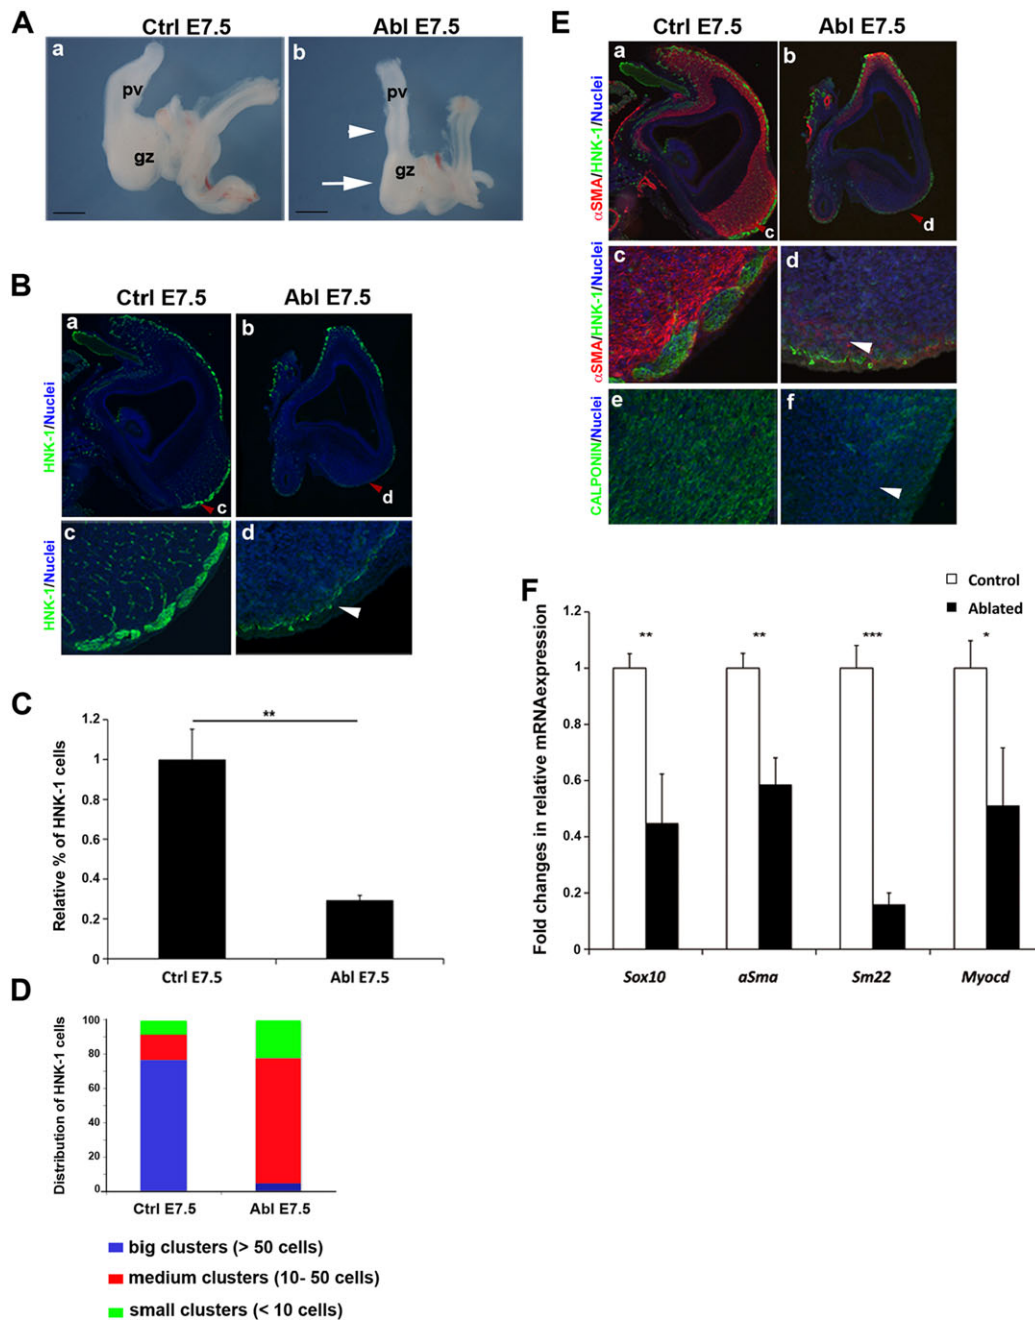 A
Ctrl E7.5
Abl E7.5
a
pv
gz
b
pv
gz
B
Ctrl E7.5
Abl E7.5
HNK-1/Nuclei
a
c
b
d
HNK-1/Nuclei
c
d
C
Relative % of HNK-1 cells
1.2
1
0.8
0.6
0.4
0.2
0
**
Ctrl E7.5
Abl E7.5
D
Distribution of HNK-1 cells
100
80
60
40
20
0
Ctrl E7.5
Abl E7.5
big clusters (> 50 cells)
medium clusters (10- 50 cells)
small clusters (< 10 cells)
E
Ctrl E7.5
Abl E7.5
αSMA/HNK-1/Nuclei
a
c
b
d
αSMA/HNK-1/Nuclei
c
d
CALPONIN/Nuclei
e
f
F
Control
Ablated
Fold changes in relative mRNAexpression
1.2
1
0.8
0.6
0.4
0.2
0
**
**
***
*
Sox10
aSma
Sm22
Myocd